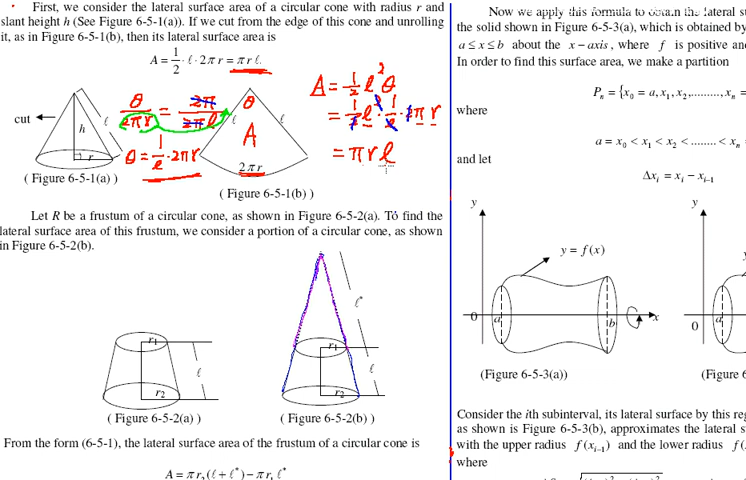 First, we consider the lateral surface area of a circular cone with radius r and
slant height h (See Figure 6-5-1(a)). If we cut from the edge of this cone and unrolling
it, as in Figure 6-5-1(b), then its lateral surface area is
A = 1/2 · ℓ · 2π r = π r ℓ.
cut
h
ℓ
r
( Figure 6-5-1(a) )
θ/2πr = 2π/2πℓ
θ = 1/ℓ · 2πr
θ
A
ℓ
ℓ
2π r
( Figure 6-5-1(b) )
A = 1/2 ℓ² θ
= 1/2 ℓ² · 1/ℓ · 2πr
= πrℓ
Let R be a frustum of a circular cone, as shown in Figure 6-5-2(a). To find the
lateral surface area of this frustum, we consider a portion of a circular cone, as shown
in Figure 6-5-2(b).
r₁
ℓ
r₂
( Figure 6-5-2(a) )
ℓ*
r₁
ℓ
r₂
( Figure 6-5-2(b) )
From the form (6-5-1), the lateral surface area of the frustum of a circular cone is
Now we apply this formula to obtain the lateral
the solid shown in Figure 6-5-3(a), which is obtained by
a ≤ x ≤ b about the x − axis, where f is positive
In order to find this surface area, we make a partition
Pₙ = {x₀ = a, x₁, x₂, ........., xₙ =
where
a = x₀ < x₁ < x₂ < ........ < xₙ =
and let
Δxᵢ = xᵢ − xᵢ₋₁
y
y = f(x)
0
a
b
x
(Figure 6-5-3(a))
y
0
a
(Figure 6
Consider the ith subinterval, its lateral surface by this
as shown is Figure 6-5-3(b), approximates the lateral
with the upper radius f(xᵢ₋₁) and the lower radius
where